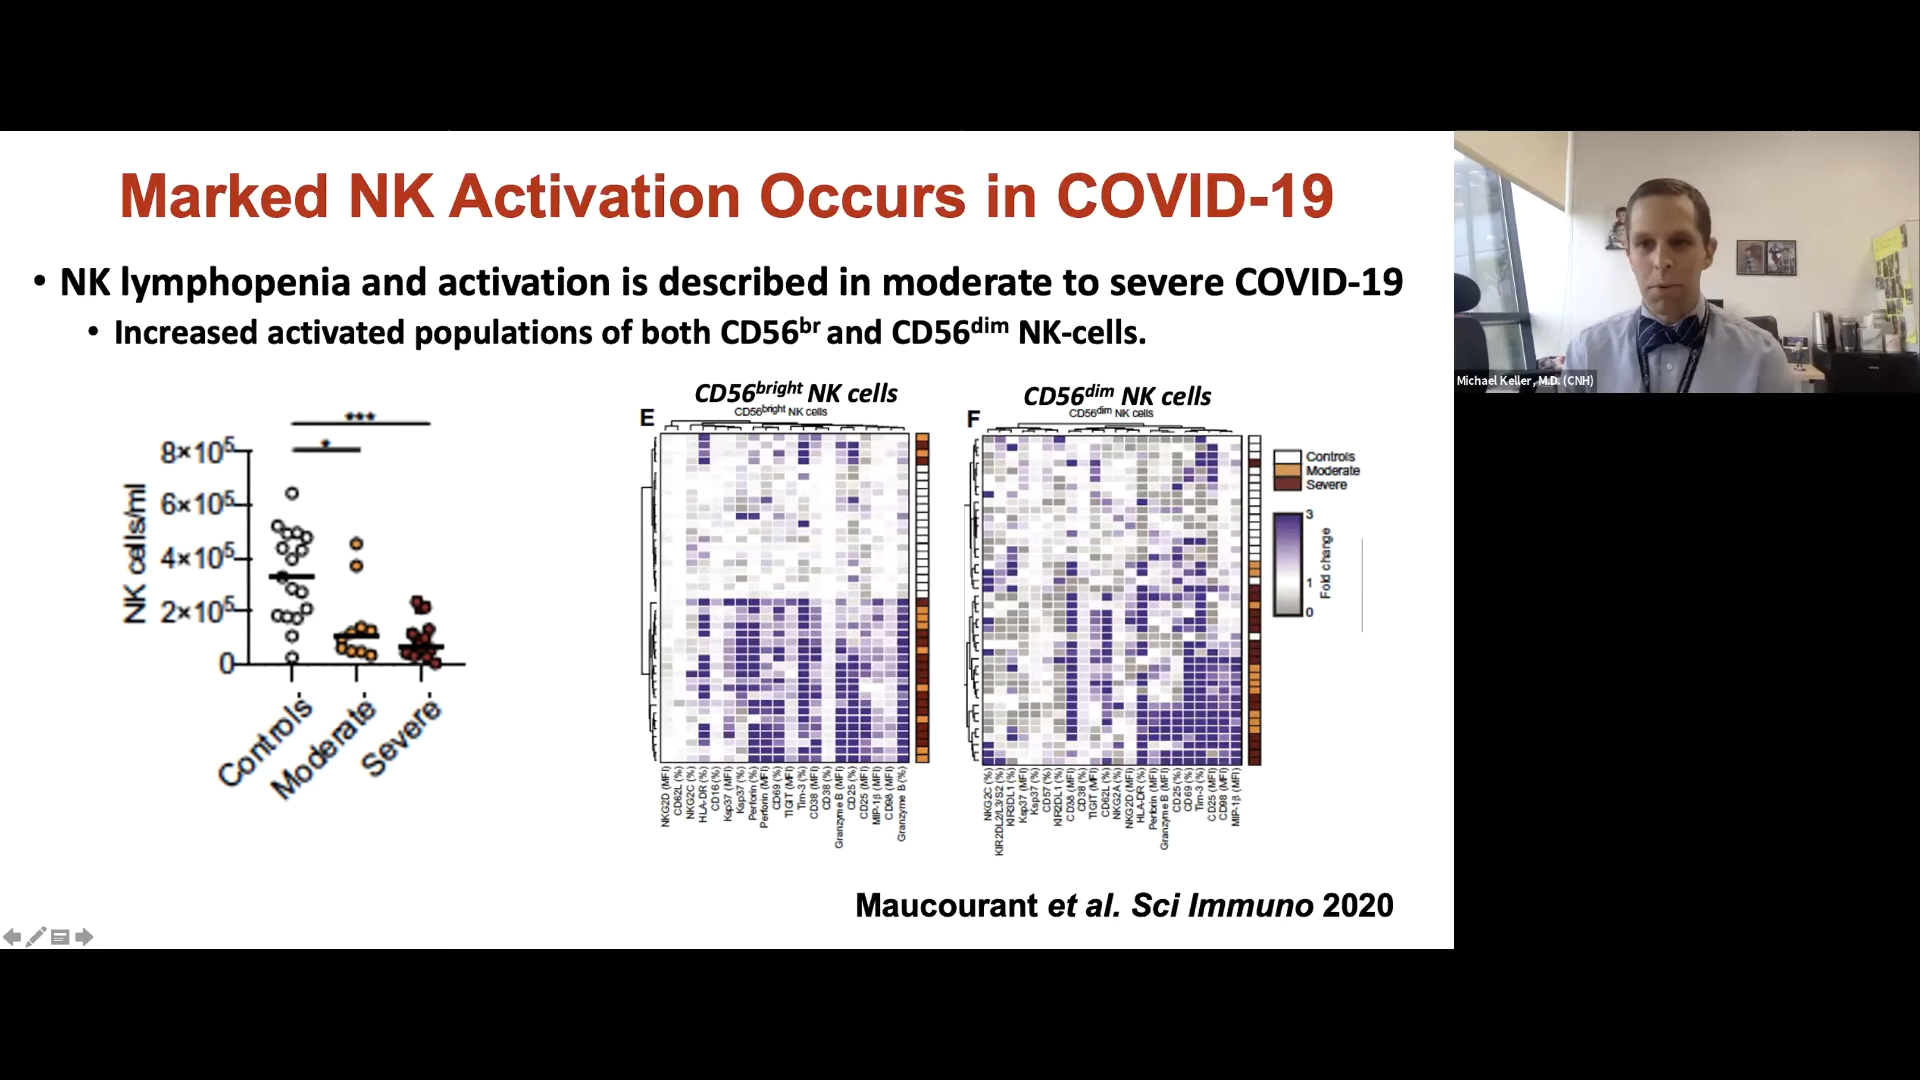 Marked NK Activation Occurs in COVID-19
• NK lymphopenia and activation is described in moderate to severe COVID-19
• Increased activated populations of both CD56br and CD56dim NK-cells.
***
*
8×10⁵
6×10⁵
4×10⁵
2×10⁵
0
NK cells/ml
Controls
Moderate
Severe
CD56bright NK cells
E
CD56bright NK cells
NKG2D (MFI)
CD62L (%)
NKG2C (%)
HLA-DR (%)
CD16 (%)
Ksp37 (MFI)
Ksp37 (%)
Perforin (%)
Perforin (MFI)
CD69 (%)
TIGIT (MFI)
Tim-3 (%)
CD38 (MFI)
CD38 (%)
Granzyme B (MFI)
CD25 (%)
CD25 (MFI)
MIP-1β (MFI)
CD98 (MFI)
Granzyme B (%)
CD56dim NK cells
F
CD56dim NK cells
NKG2C (%)
KIR2DL2/L3/S2 (%)
KIR3DL1 (%)
Ksp37 (MFI)
Ksp37 (%)
CD57 (%)
KIR2DL1 (%)
CD38 (MFI)
CD38 (%)
TIGIT (MFI)
CD62L (%)
NKG2A (%)
NKG2D (MFI)
HLA-DR (%)
Perforin (MFI)
Granzyme B (MFI)
CD25 (%)
CD69 (%)
Tim-3 (%)
CD25 (MFI)
CD98 (MFI)
MIP-1β (MFI)
Controls
Moderate
Severe
3
1
0
Fold change
Maucourant et al. Sci Immuno 2020
Michael Keller, M.D. (CNH)